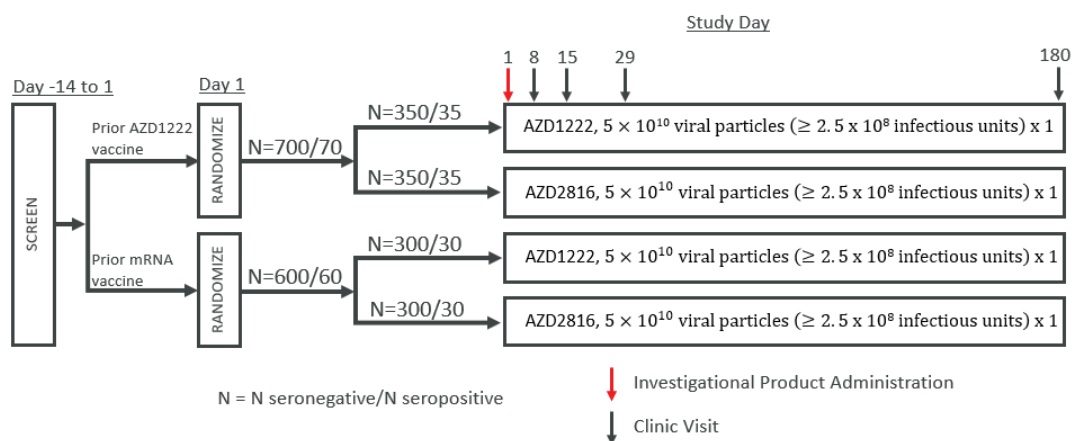 Study Day
Day -14 to 1
Day 1
1 8 15 29 180
SCREEN
Prior AZD1222
vaccine
RANDOMIZE
N=700/70
N=350/35
AZD1222, 5 × 10¹⁰ viral particles (≥ 2.5 x 10⁸ infectious units) x 1
N=350/35
AZD2816, 5 × 10¹⁰ viral particles (≥ 2.5 x 10⁸ infectious units) x 1
Prior mRNA
vaccine
RANDOMIZE
N=600/60
N=300/30
AZD1222, 5 × 10¹⁰ viral particles (≥ 2.5 x 10⁸ infectious units) x 1
N=300/30
AZD2816, 5 × 10¹⁰ viral particles (≥ 2.5 x 10⁸ infectious units) x 1
N = N seronegative/N seropositive
Investigational Product Administration
Clinic Visit